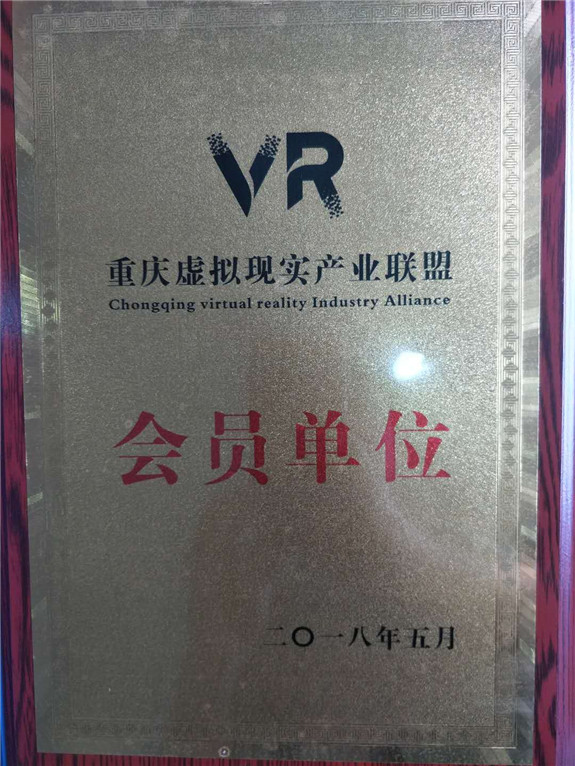 VR
重庆虚拟现实产业联盟
Chongqing virtual reality Industry Alliance
会员单位
二〇一八年五月